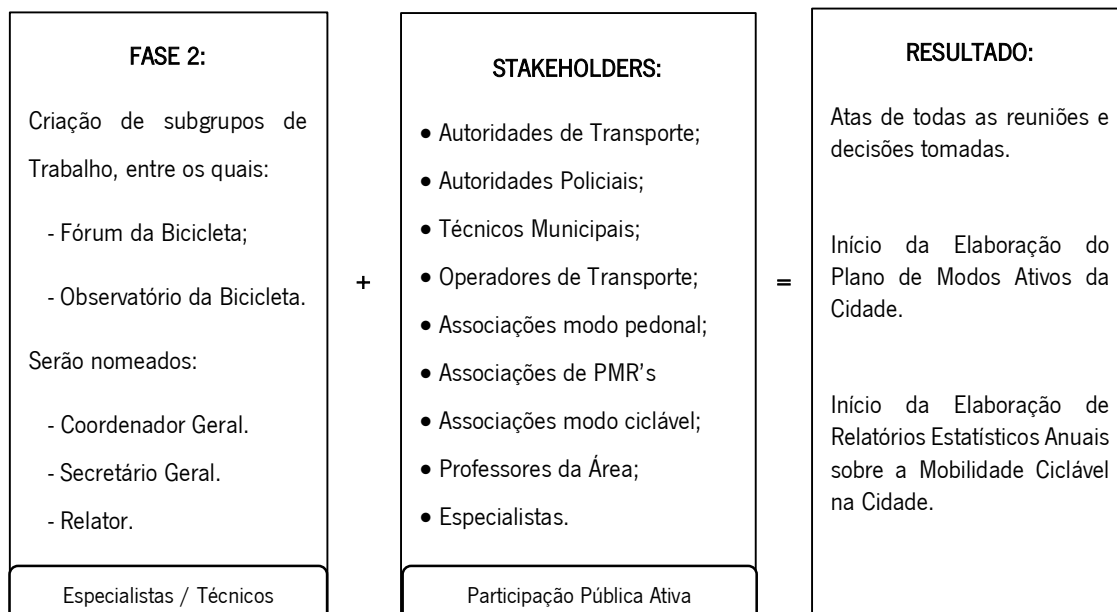 FASE 2:
Criação de subgrupos de
Trabalho, entre os quais:
- Fórum da Bicicleta;
- Observatório da Bicicleta.
Serão nomeados:
- Coordenador Geral.
- Secretário Geral.
- Relator.
Especialistas / Técnicos
+
STAKEHOLDERS:
• Autoridades de Transporte;
• Autoridades Policiais;
• Técnicos Municipais;
• Operadores de Transporte;
• Associações modo pedonal;
• Associações de PMR's
• Associações modo ciclável;
• Professores da Área;
• Especialistas.
Participação Pública Ativa
=
RESULTADO:
Atas de todas as reuniões e
decisões tomadas.
Início da Elaboração do
Plano de Modos Ativos da
Cidade.
Início da Elaboração de
Relatórios Estatísticos Anuais
sobre a Mobilidade Ciclável
na Cidade.